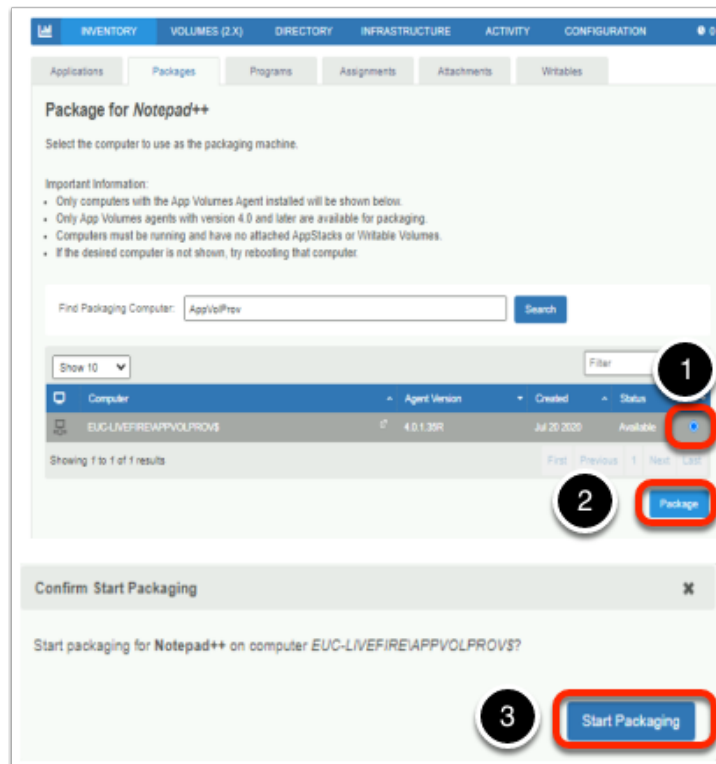 INVENTORY VOLUMES (2.X) DIRECTORY INFRASTRUCTURE ACTIVITY CONFIGURATION
Applications Packages Programs Assignments Attachments Writables
Package for Notepad++
Select the computer to use as the packaging machine.
Important Information:
• Only computers with the App Volumes Agent installed will be shown below.
• Only App Volumes agents with version 4.0 and later are available for packaging.
• Computers must be running and have no attached AppStacks or Writable Volumes.
• If the desired computer is not shown, try rebooting that computer.
Find Packaging Computer: AppVolProv Search
Show 10 Filter
1
Computer Agent Version Created Status
EUC-LIVEFIRE\APPVOLPROV$ 4.0.1.35R Jul 20 2020 Available
Showing 1 to 1 of 1 results First Previous 1 Next Last
2 Package
Confirm Start Packaging ×
Start packaging for Notepad++ on computer EUC-LIVEFIRE\APPVOLPROV$?
3 Start Packaging